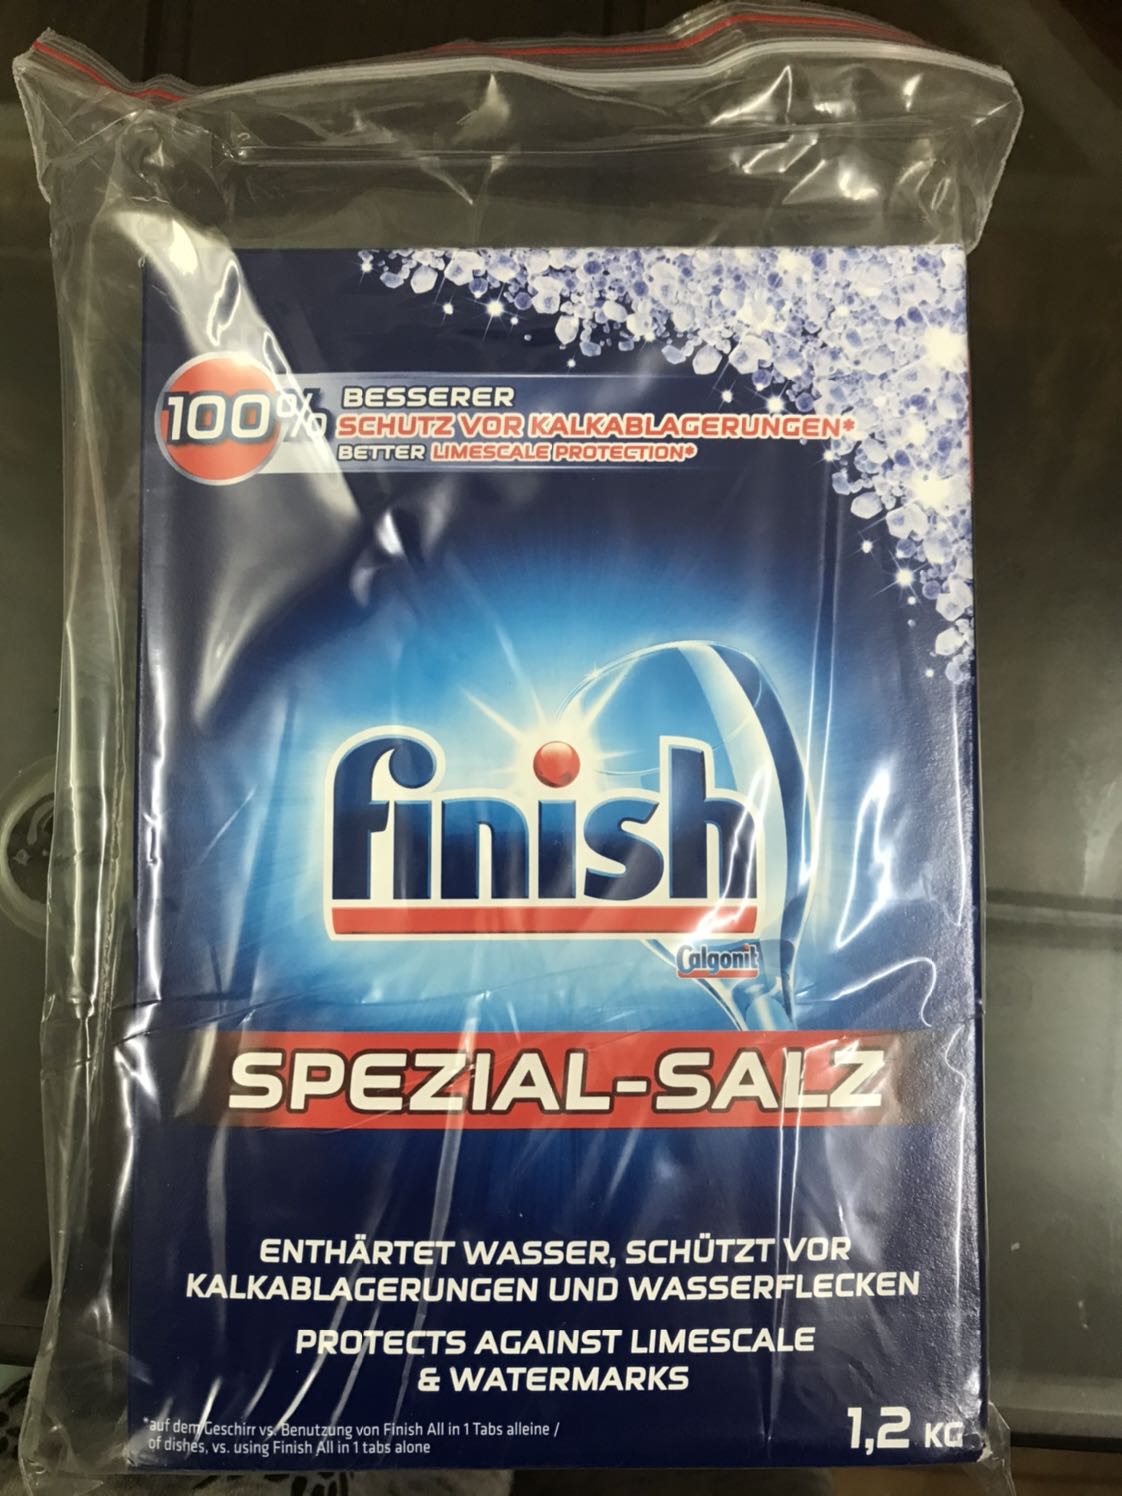 100% BESSERER
SCHUTZ VOR KALKABLAGERUNGEN*
BETTER LIMESCALE PROTECTION*
finish
Calgonit
SPEZIAL-SALZ
ENTHÄRTET WASSER, SCHÜTZT VOR
KALKABLAGERUNGEN UND WASSERFLECKEN
PROTECTS AGAINST LIMESCALE
& WATERMARKS
*auf dem Geschirr vs. Benutzung von Finish All in 1 Tabs alleine /
of dishes, vs. using Finish All in 1 tabs alone
1,2 KG